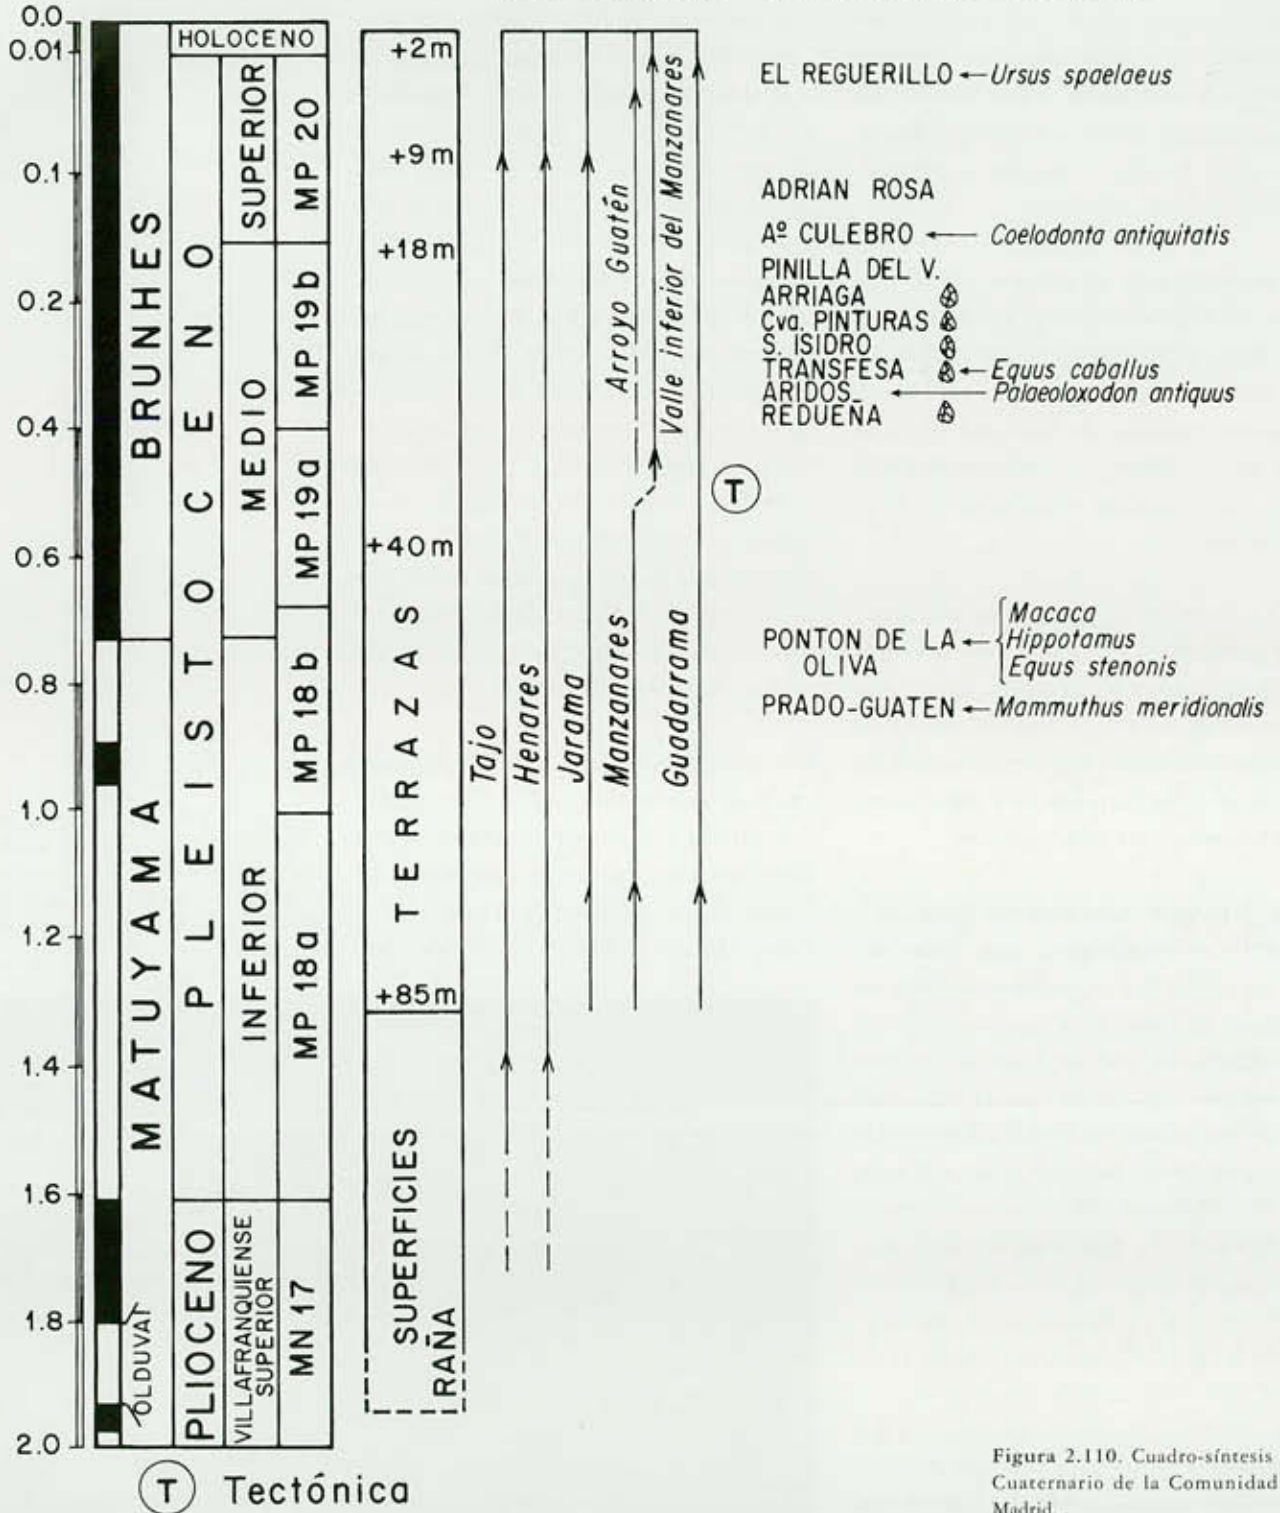 0.0
0.01
0.1
0.2
0.4
0.6
0.8
1.0
1.2
1.4
1.6
1.8
2.0
BRUNHES
MATUYAMA
OLDUVAT
HOLOCENO
PLEISTOCENO
PLIOCENO
SUPERIOR
MEDIO
INFERIOR
VILLAFRANQUIENSE
SUPERIOR
MP 20
MP 19b
MP 19a
MP 18b
MP 18a
MN 17
+2m
+9m
+18m
+40m
TERRAZAS
+85m
SUPERFICIES
RAÑA
Tajo
Henares
Jarama
Manzanares
Guadarrama
Arroyo Guatén
Valle inferior del Manzanares
T
EL REGUERILLO Ursus spaelaeus
ADRIAN ROSA
Aº CULEBRO Coelodonta antiquitatis
PINILLA DEL V.
ARRIAGA
Cva. PINTURAS
S. ISIDRO
TRANSFESA Equus caballus
ARIDOS Palaeoloxodon antiquus
REDUEÑA
PONTON DE LA OLIVA
Macaca
Hippotamus
Equus stenonis
PRADO-GUATEN Mammuthus meridionalis
T Tectónica
Figura 2.110. Cuadro-síntesis
Cuaternario de la Comunidad
Madrid